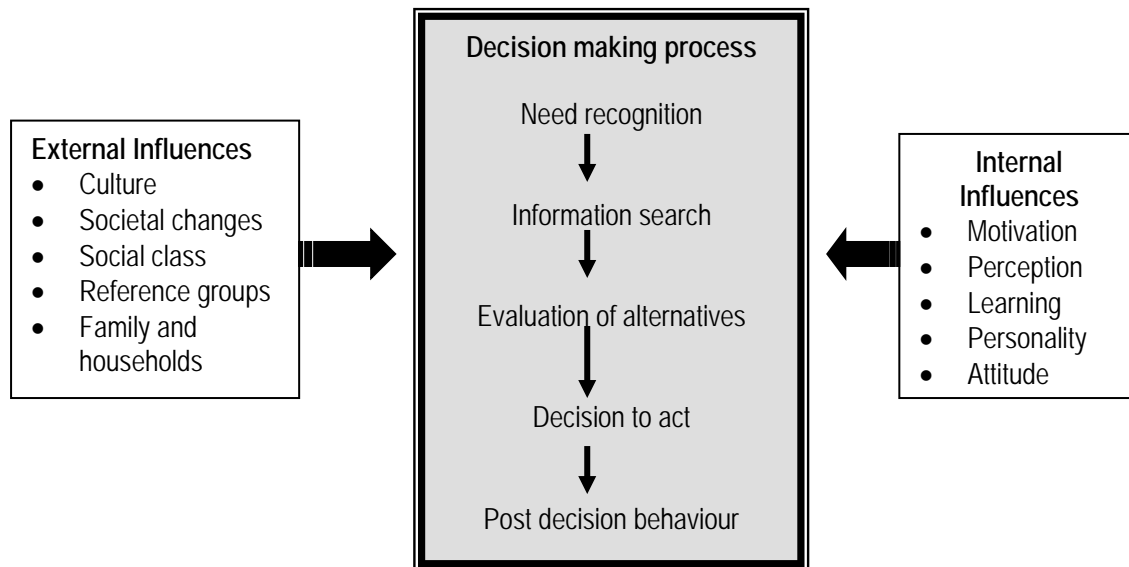 External Influences
• Culture
• Societal changes
• Social class
• Reference groups
• Family and
households
Decision making process
Need recognition
Information search
Evaluation of alternatives
Decision to act
Post decision behaviour
Internal
Influences
• Motivation
• Perception
• Learning
• Personality
• Attitude